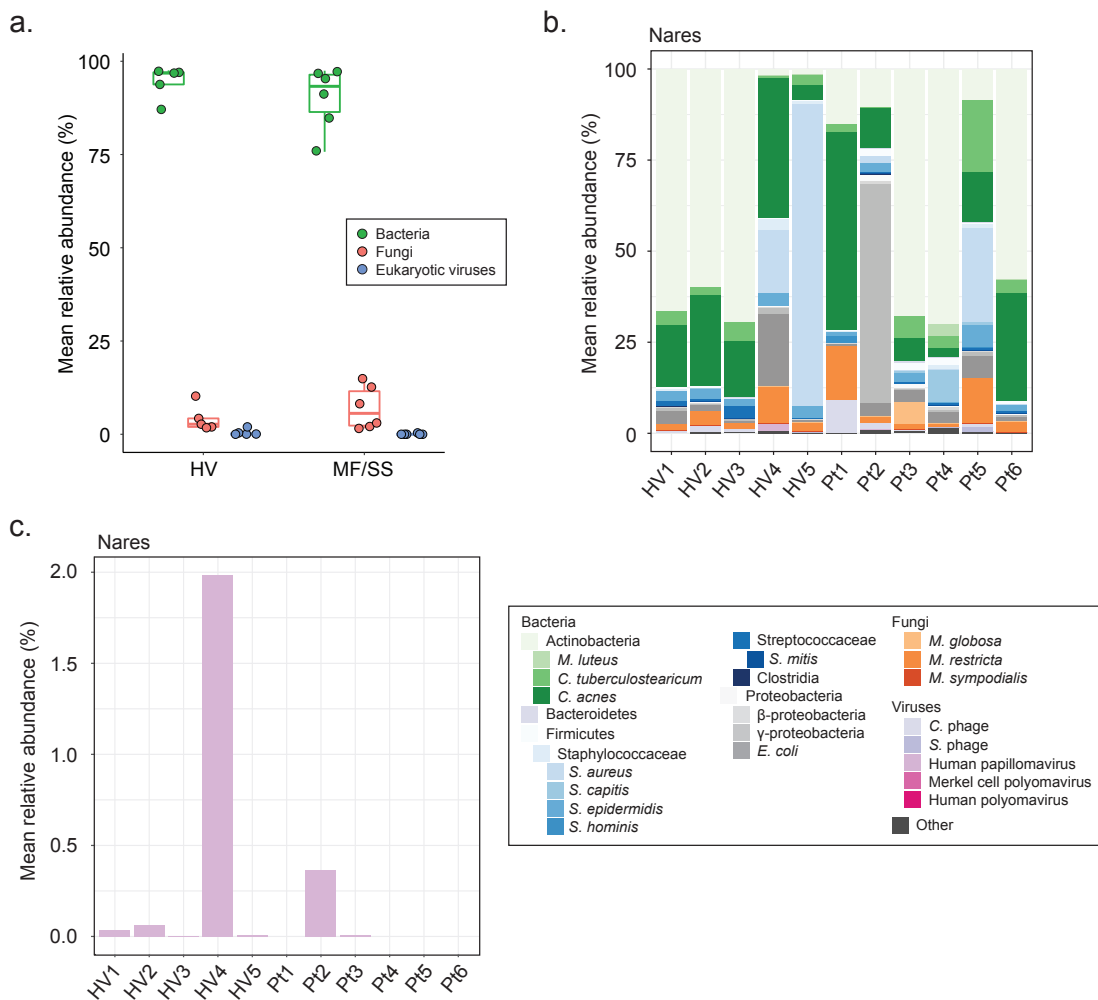 a.
Mean relative abundance (%)
100
75
50
25
0
HV
MF/SS
Bacteria
Fungi
Eukaryotic viruses
b.
Nares
Mean relative abundance (%)
100
75
50
25
0
HV1
HV2
HV3
HV4
HV5
Pt1
Pt2
Pt3
Pt4
Pt5
Pt6
c.
Nares
Mean relative abundance (%)
2.0
1.5
1.0
0.5
0.0
HV1
HV2
HV3
HV4
HV5
Pt1
Pt2
Pt3
Pt4
Pt5
Pt6
Bacteria
Actinobacteria
M. luteus
C. tuberculostearicum
C. acnes
Bacteroidetes
Firmicutes
Staphylococcaceae
S. aureus
S. capitis
S. epidermidis
S. hominis
Streptococcaceae
S. mitis
Clostridia
Proteobacteria
β-proteobacteria
γ-proteobacteria
E. coli
Fungi
M. globosa
M. restricta
M. sympodialis
Viruses
C. phage
S. phage
Human papillomavirus
Merkel cell polyomavirus
Human polyomavirus
Other